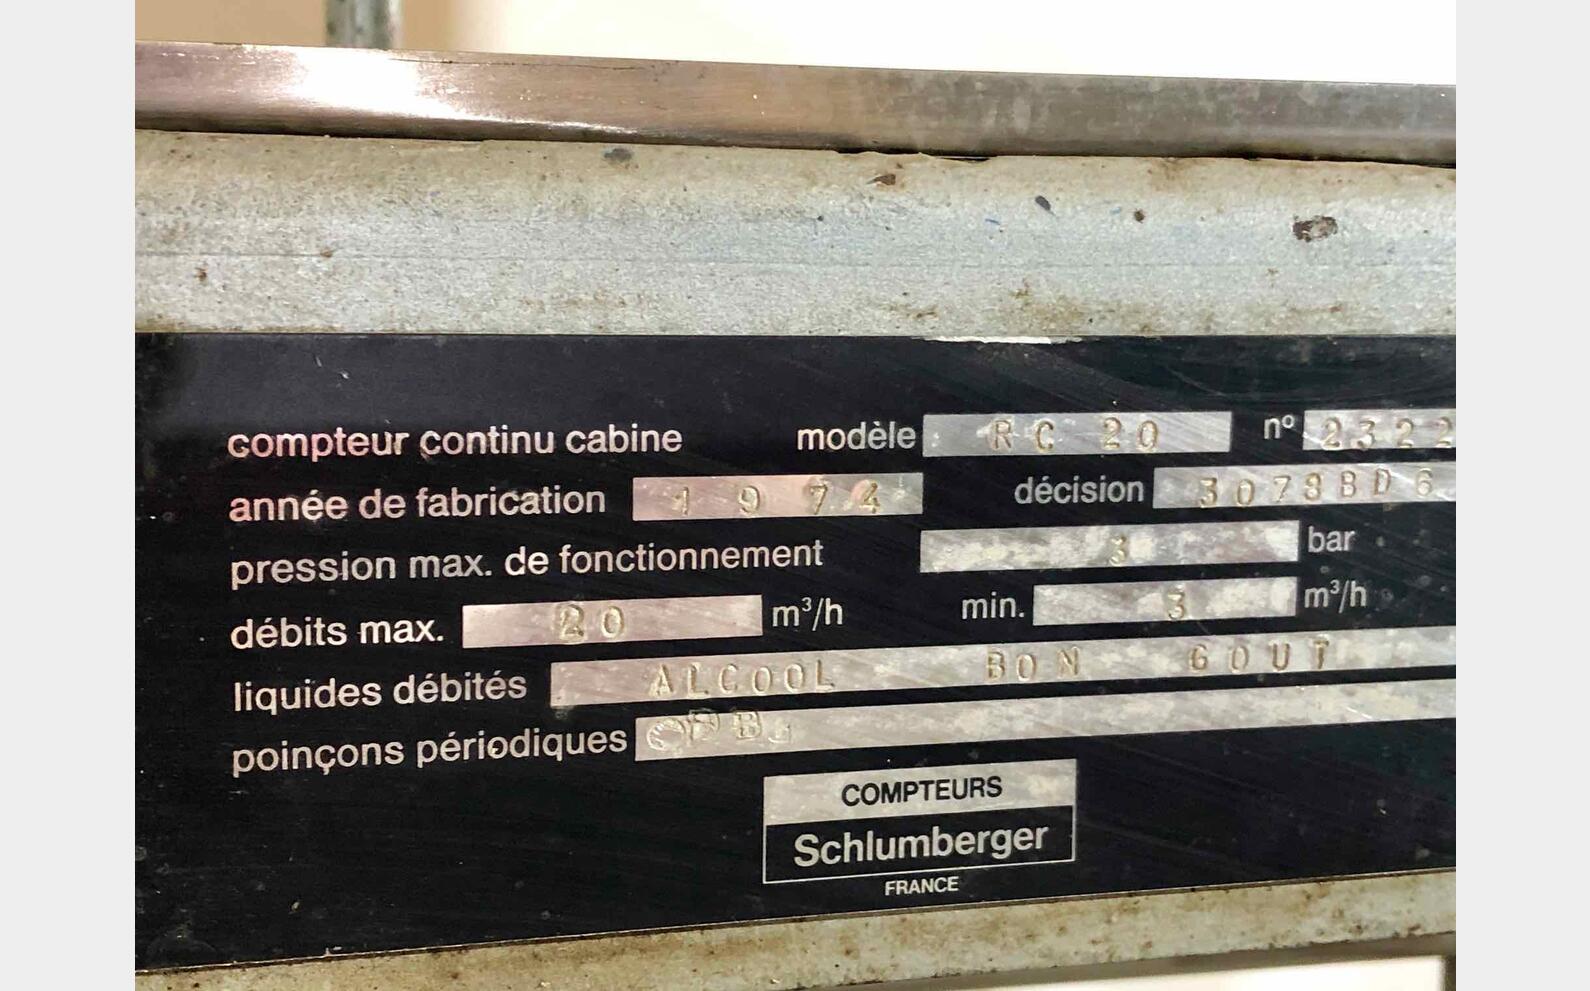 compteur continu cabine modèle RC 20 nº 2322
année de fabrication 1974 décision
pression max. de fonctionnement 3 bar
débits max. 20 m³/h min. 3 m³/h
liquides débités ALCOOL BON GOUT
poinçons périodiques
COMPTEURS
Schlumberger
FRANCE